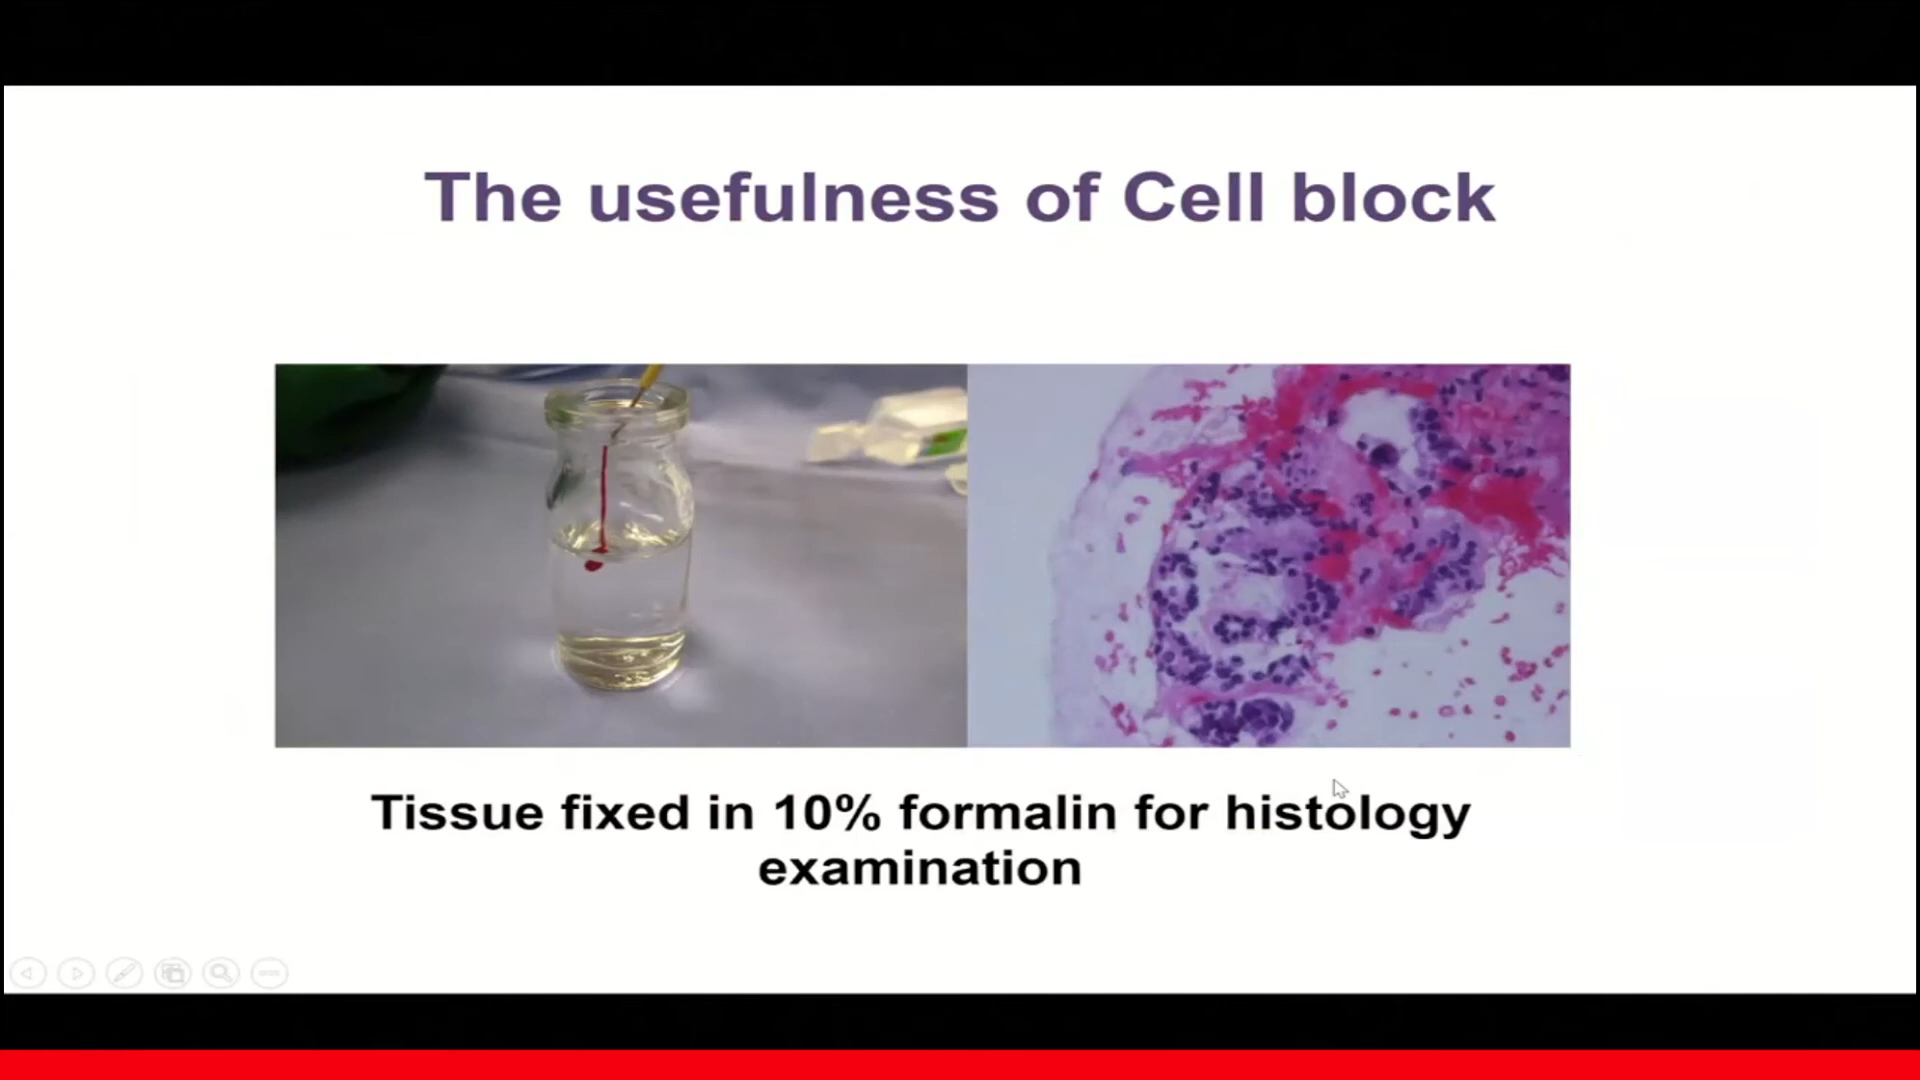 The usefulness of Cell block
Tissue fixed in 10% formalin for histology
examination